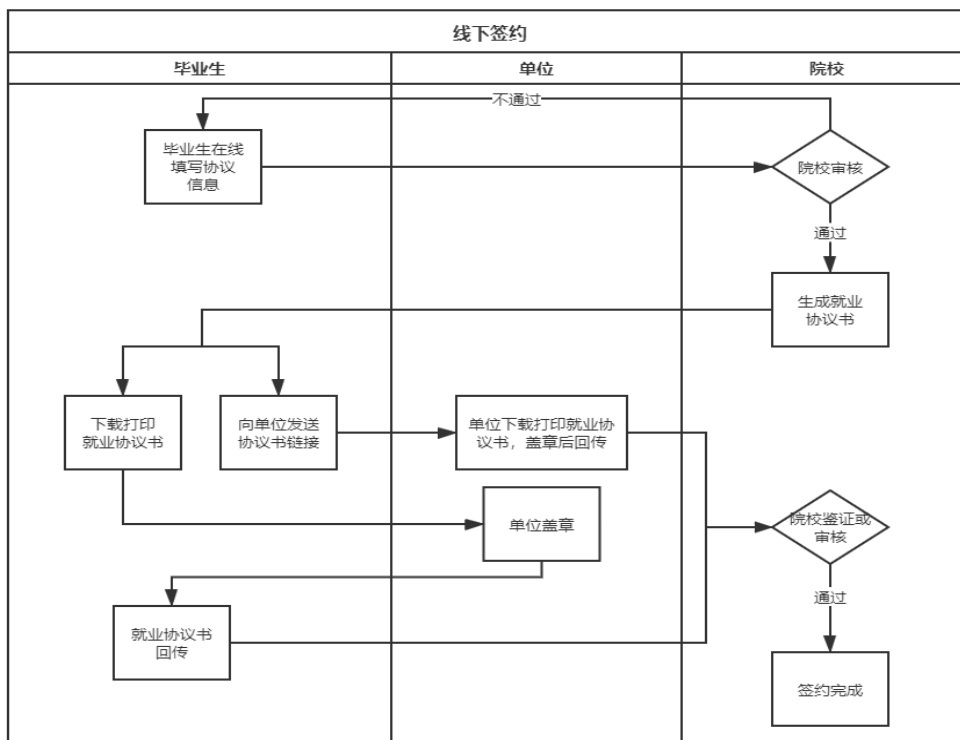 线下签约
毕业生
单位
院校
不通过
毕业生在线
填写协议
信息
院校审核
通过
生成就业
协议书
下载打印
就业协议书
向单位发送
协议书链接
单位下载打印就业协
议书，盖章后回传
单位盖章
院校鉴证或
审核
通过
就业协议书
回传
签约完成